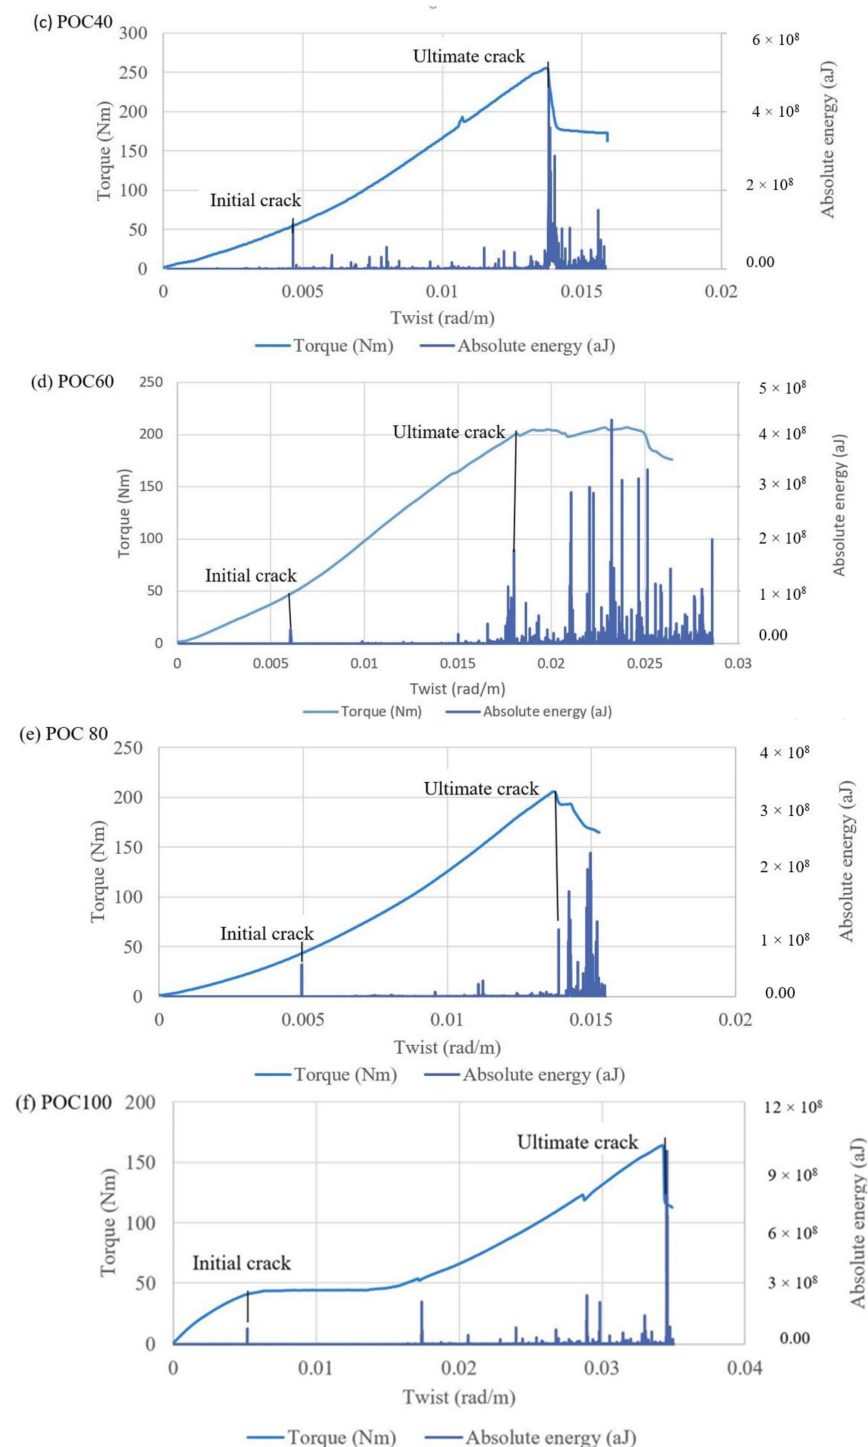 (c) POC40
300
250
200
150
100
50
0
Torque (Nm)
Ultimate crack
Initial crack
6 × 10⁸
4 × 10⁸
2 × 10⁸
0.00
Absolute energy (aJ)
0 0.005 0.01 0.015 0.02
Twist (rad/m)
Torque (Nm) Absolute energy (aJ)
(d) POC60
250
200
150
100
50
0
Torque (Nm)
Ultimate crack
Initial crack
5 × 10⁸
4 × 10⁸
3 × 10⁸
2 × 10⁸
1 × 10⁸
0.00
Absolute energy (aJ)
0 0.005 0.01 0.015 0.02 0.025 0.03
Twist (rad/m)
Torque (Nm) Absolute energy (aJ)
(e) POC 80
250
200
150
100
50
0
Torque (Nm)
Ultimate crack
Initial crack
4 × 10⁸
3 × 10⁸
2 × 10⁸
1 × 10⁸
0.00
Absolute energy (aJ)
0 0.005 0.01 0.015 0.02
Twist (rad/m)
Torque (Nm) Absolute energy (aJ)
(f) POC100
200
150
100
50
0
Torque (Nm)
Ultimate crack
Initial crack
12 × 10⁸
9 × 10⁸
6 × 10⁸
3 × 10⁸
0.00
Absolute energy (aJ)
0 0.01 0.02 0.03 0.04
Twist (rad/m)
Torque (Nm) Absolute energy (aJ)